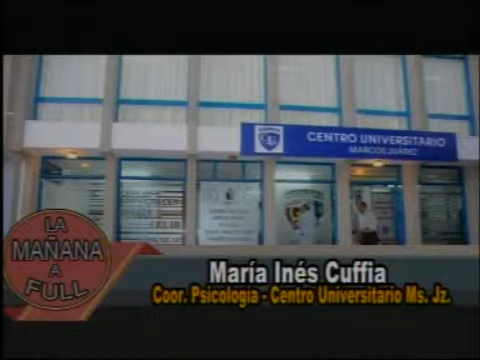 CENTRO UNIVERSITARIO
MARCOS JUÁREZ
LA
MAÑANA
A
FULL
María Inés Cuffia
Coor. Psicología - Centro Universitario Ms. Jz.